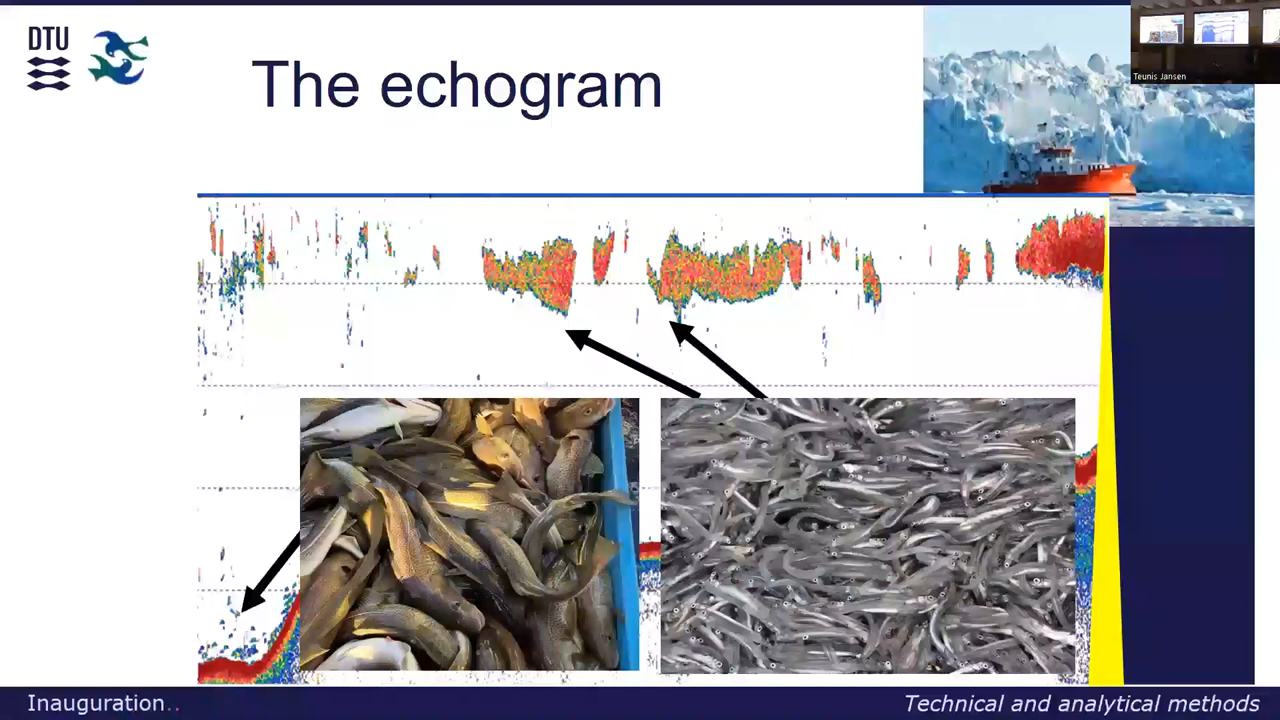 DTU
The echogram
Teunis Jansen
Inauguration..
Technical and analytical methods